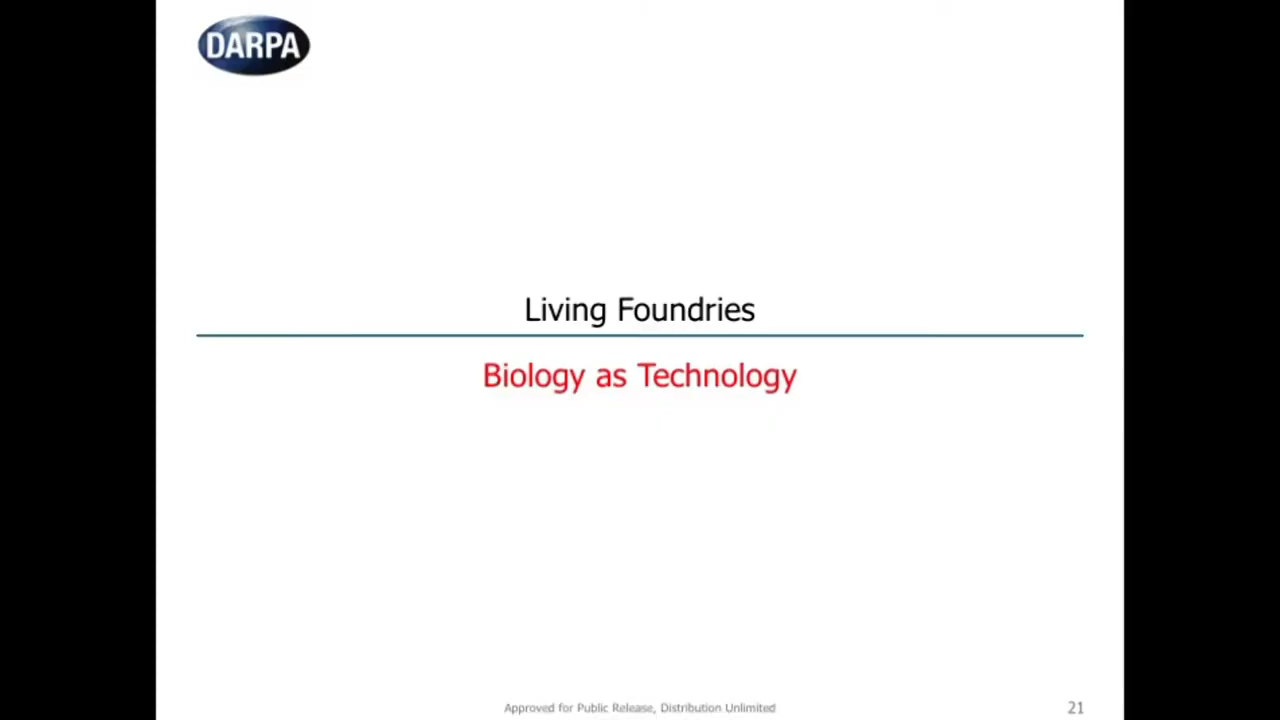 DARPA
Living Foundries
Biology as Technology
Approved for Public Release, Distribution Unlimited
21